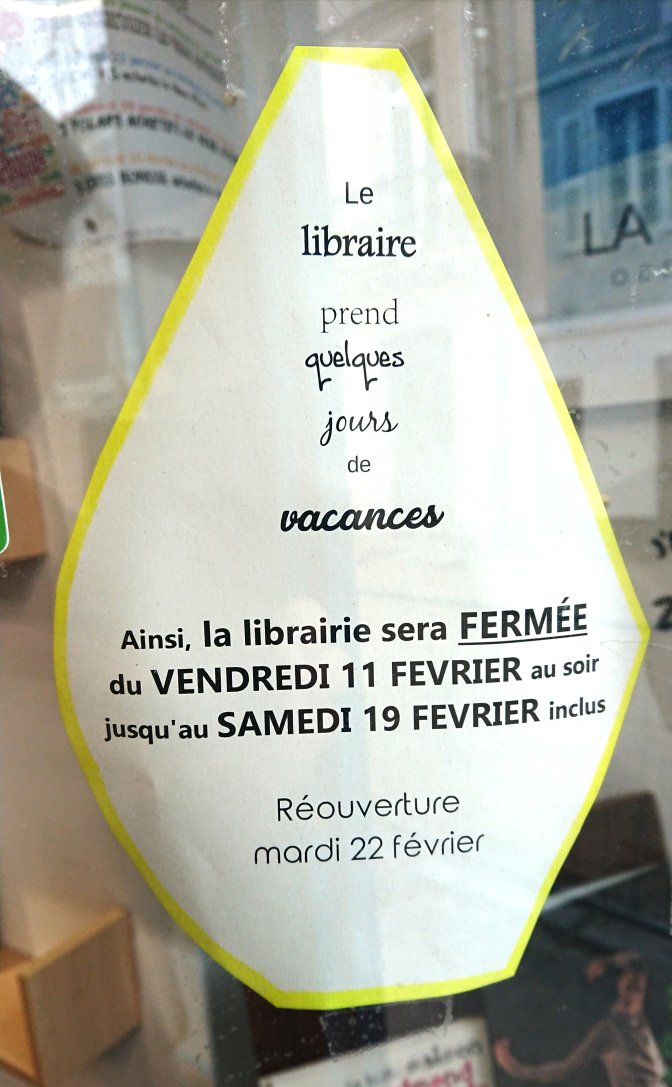 Le
libraire
prend
quelques
jours
de
vacances
Ainsi, la librairie sera FERMÉE
du VENDREDI 11 FEVRIER au soir
jusqu'au SAMEDI 19 FEVRIER inclus
Réouverture
mardi 22 février
LA